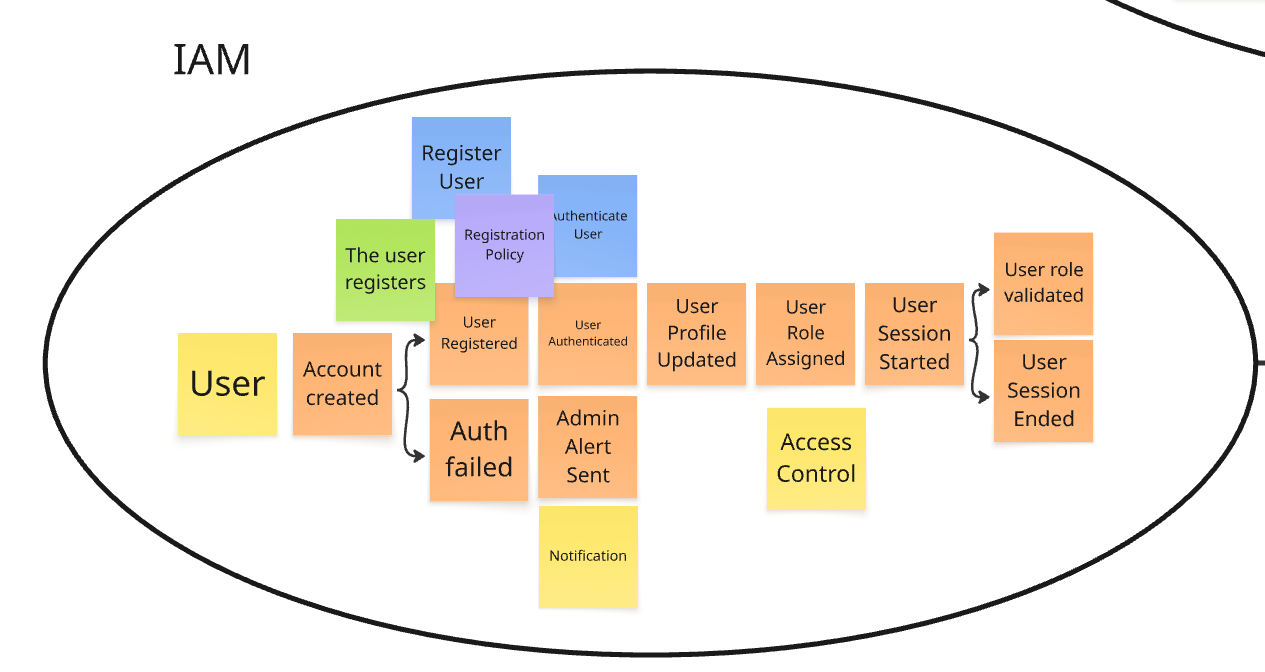 IAM
Register
User
Authenticate
User
Registration
Policy
The user
registers
User role
validated
User
Registered
User
Authenticated
User
Profile
Updated
User
Role
Assigned
User
Session
Started
User
Account
created
User
Session
Ended
Auth
failed
Admin
Alert
Sent
Access
Control
Notification